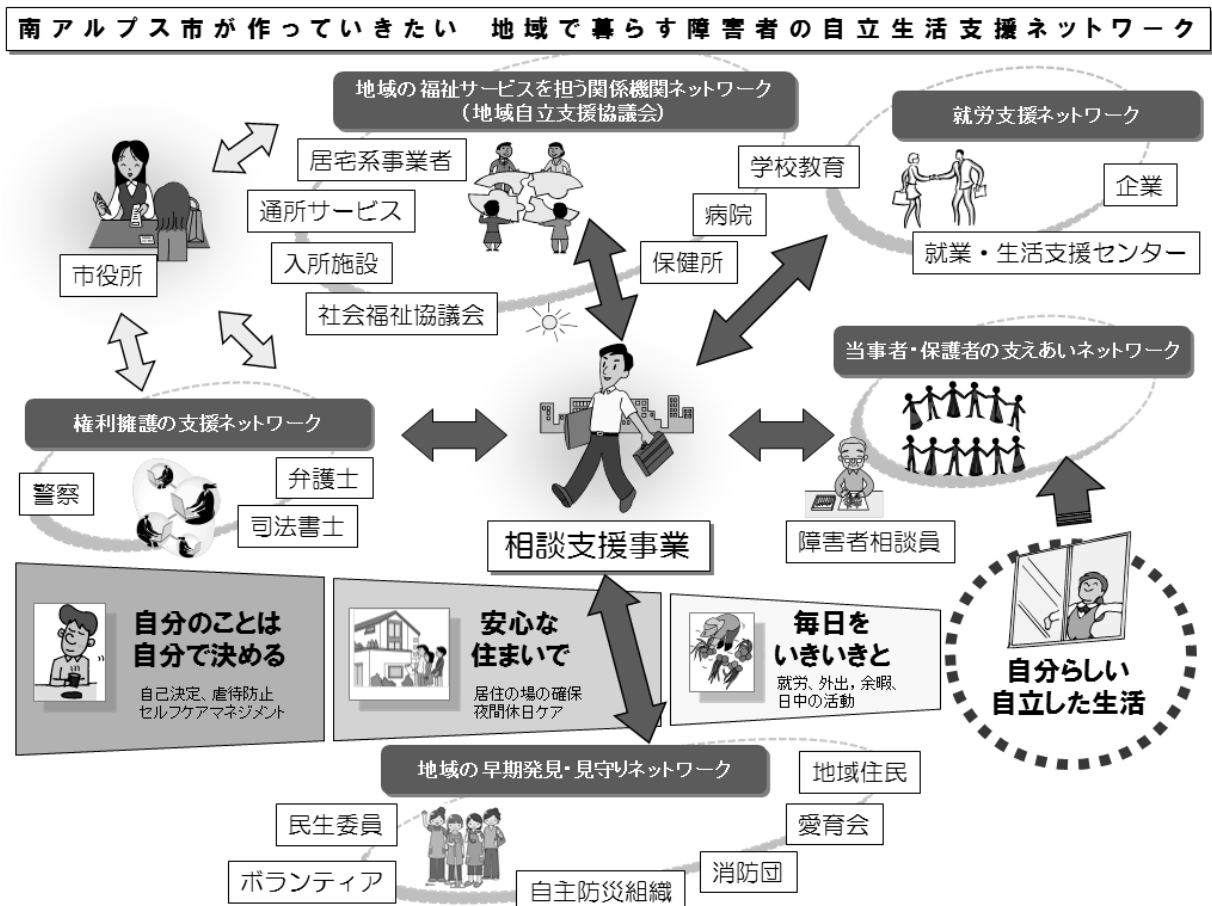 南アルプス市が作っていきたい 地域で暮らす障害者の自立生活支援ネットワーク
地域の福祉サービスを担う関係機関ネットワーク
(地域自立支援協議会)
就労支援ネットワーク
居宅系事業者
学校教育
企業
通所サービス
病院
就業・生活支援センター
入所施設
保健所
市役所
社会福祉協議会
当事者・保護者の支えあいネットワーク
権利擁護の支援ネットワーク
警察
弁護士
司法書士
相談支援事業
障害者相談員
自分のことは
自分で決める
自己決定、虐待防止
セルフケアマネジメント
安心な
住まいで
居住の場の確保
夜間休日ケア
毎日を
いきいきと
就労、外出，余暇、
日中の活動
自分らしい
自立した生活
地域の早期発見・見守りネットワーク
地域住民
民生委員
愛育会
ボランティア
消防団
自主防災組織